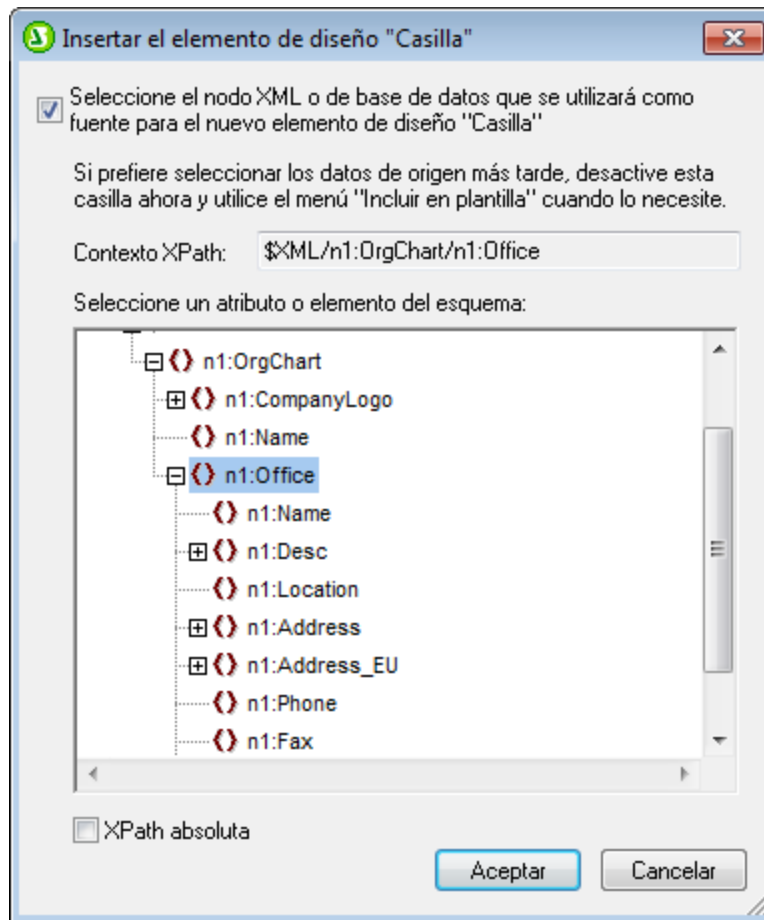 Insertar el elemento de diseño "Casilla"
Seleccione el nodo XML o de base de datos que se utilizará como
fuente para el nuevo elemento de diseño "Casilla"
Si prefiere seleccionar los datos de origen más tarde, desactive esta
casilla ahora y utilice el menú "Incluir en plantilla" cuando lo necesite.
Contexto XPath: $XML/n1:OrgChart/n1:Office
Seleccione un atributo o elemento del esquema:
n1:OrgChart
n1:CompanyLogo
n1:Name
n1:Office
n1:Name
n1:Desc
n1:Location
n1:Address
n1:Address_EU
n1:Phone
n1:Fax
XPath absoluta
Aceptar Cancelar